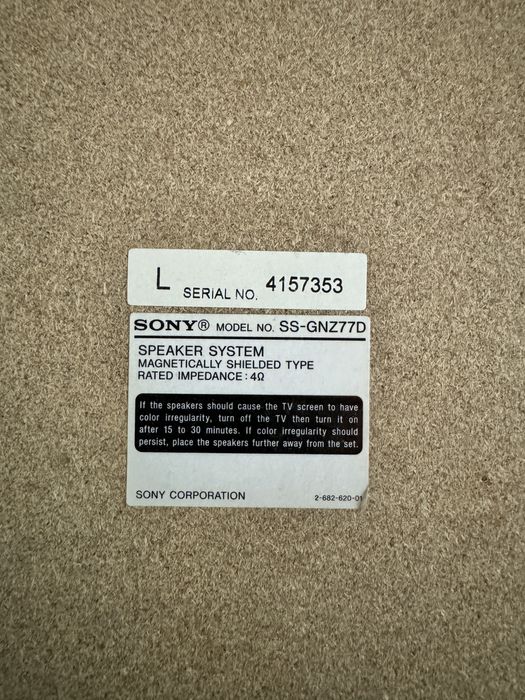 L SERIAL NO. 4157353
SONY® MODEL NO. SS-GNZ77D
SPEAKER SYSTEM
MAGNETICALLY SHIELDED TYPE
RATED IMPEDANCE : 4Ω
If the speakers should cause the TV screen to have
color irregularity, turn off the TV then turn it on
after 15 to 30 minutes. If color irregularity should
persist, place the speakers further away from the set.
SONY CORPORATION 2-682-620-01